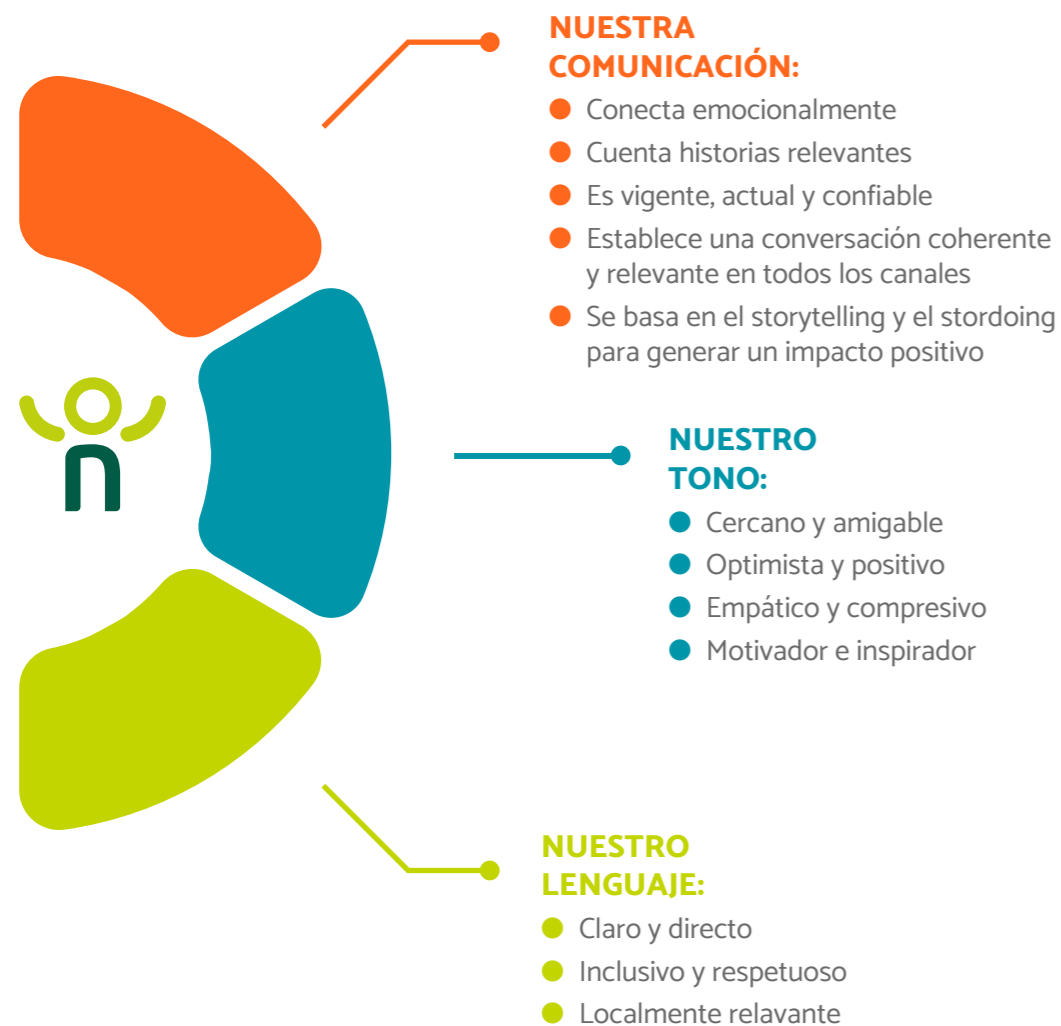 NUESTRA
COMUNICACIÓN:
Conecta emocionalmente
Cuenta historias relevantes
Es vigente, actual y confiable
Establece una conversación coherente
y relevante en todos los canales
Se basa en el storytelling y el stordoing
para generar un impacto positivo
n
NUESTRO
TONO:
Cercano y amigable
Optimista y positivo
Empático y compresivo
Motivador e inspirador
NUESTRO
LENGUAJE:
Claro y directo
Inclusivo y respetuoso
Localmente relavante